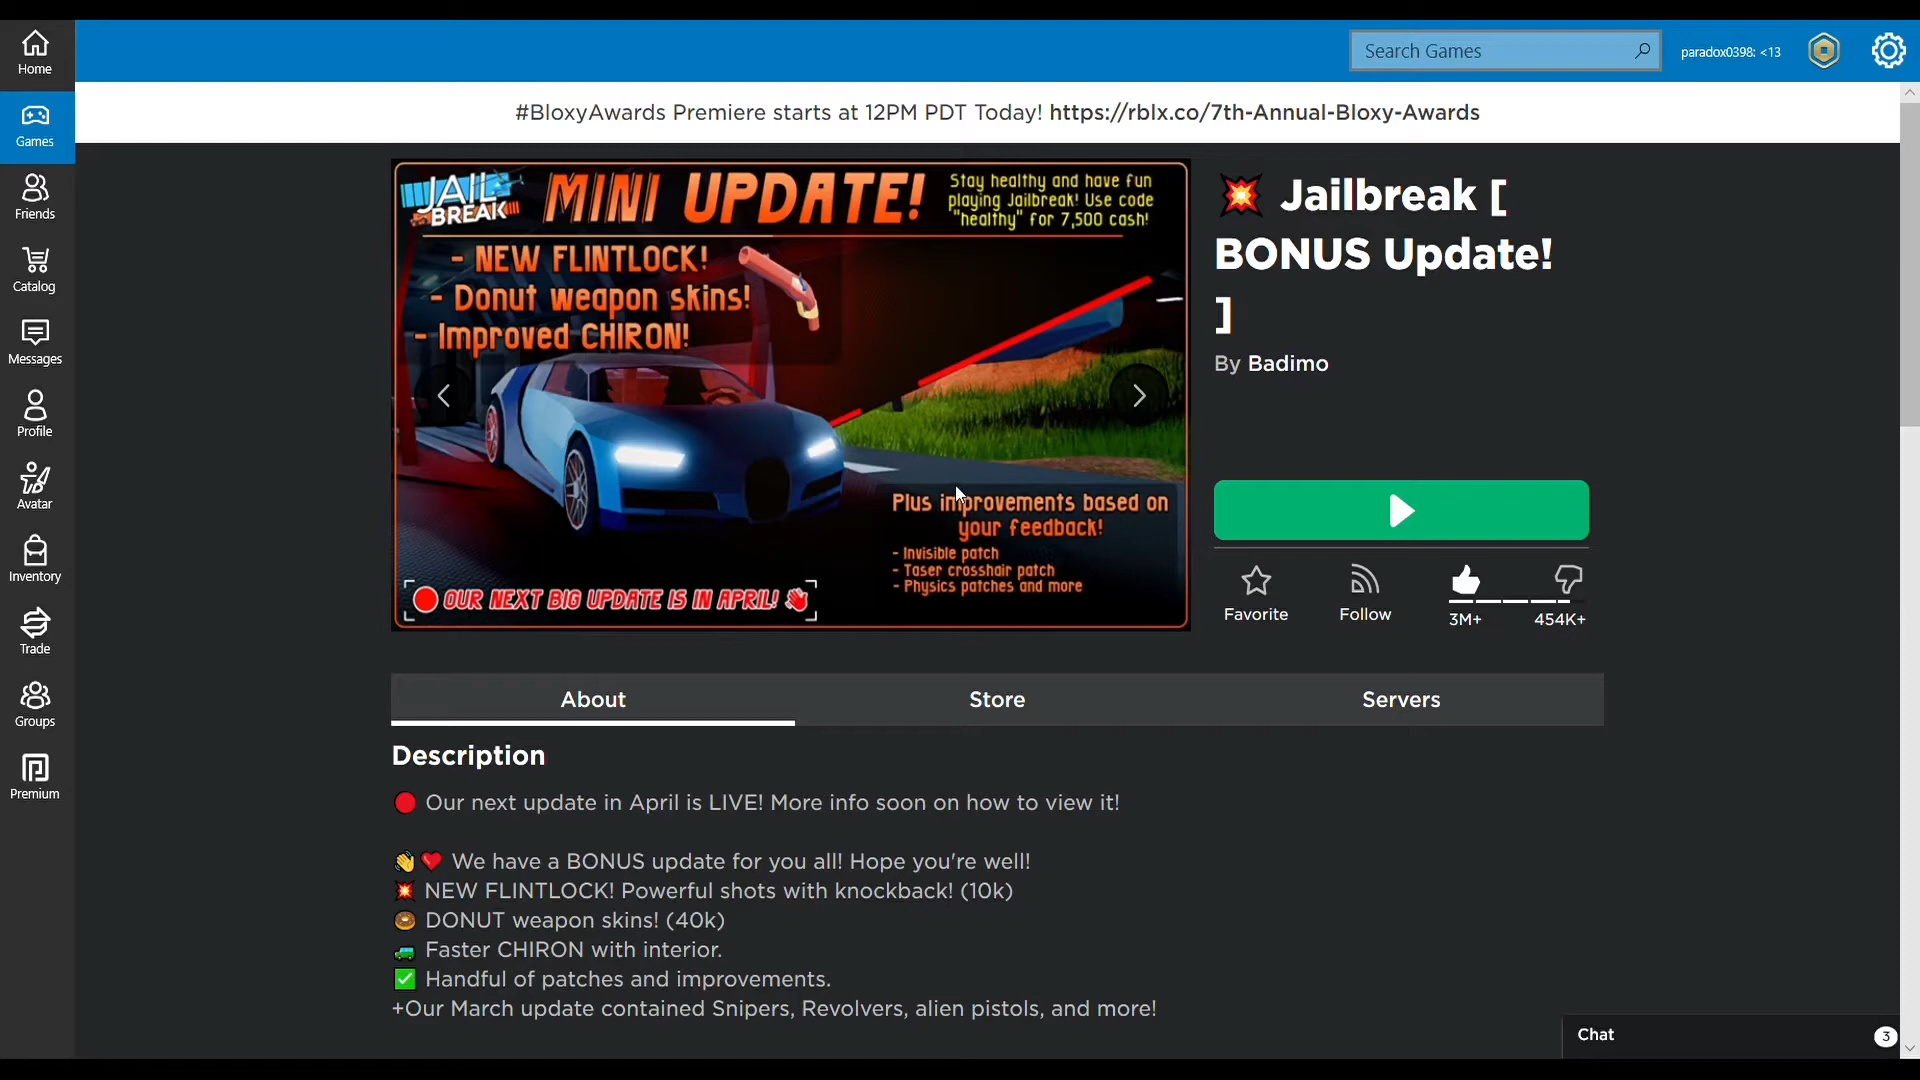 Home
Games
Friends
Catalog
Messages
Profile
Avatar
Inventory
Trade
Groups
Premium
Search Games
paradox0398: <13
#BloxyAwards Premiere starts at 12PM PDT Today! https://rblx.co/7th-Annual-Bloxy-Awards
JAIL
BREAK
MINI UPDATE!
Stay healthy and have fun
playing Jailbreak! Use code
"healthy" for 7,500 cash!
- NEW FLINTLOCK!
- Donut weapon skins!
- Improved CHIRON!
Plus improvements based on
your feedback!
- Invisible patch
- Taser crosshair patch
- Physics patches and more
🔴 OUR NEXT BIG UPDATE IS IN APRIL! 👋
💥 Jailbreak [
BONUS Update!
]
By Badimo
Favorite
Follow
3M+
454K+
About
Store
Servers
Description
🔴 Our next update in April is LIVE! More info soon on how to view it!
👋❤️ We have a BONUS update for you all! Hope you're well!
💥 NEW FLINTLOCK! Powerful shots with knockback! (10k)
🍩 DONUT weapon skins! (40k)
🚙 Faster CHIRON with interior.
✅ Handful of patches and improvements.
+Our March update contained Snipers, Revolvers, alien pistols, and more!
Chat
3